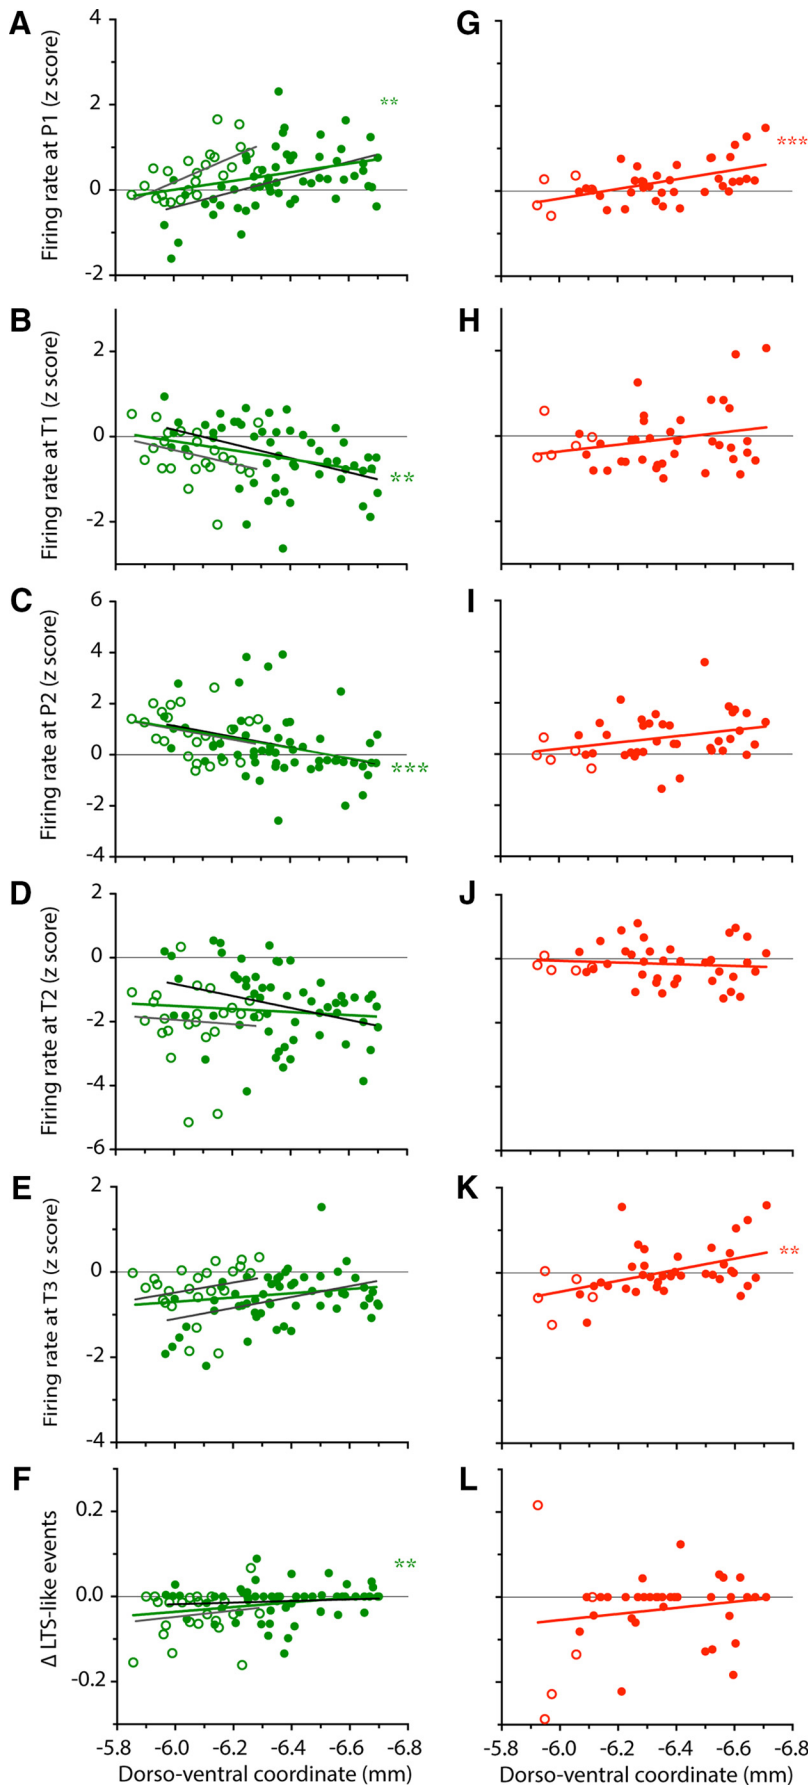 A
G
Firing rate at P1 (z score)
4
2
0
-2
**
***
B
H
Firing rate at T1 (z score)
2
0
-2
**
C
I
Firing rate at P2 (z score)
6
4
2
0
-2
-4
***
D
J
Firing rate at T2 (z score)
2
0
-2
-4
-6
E
K
Firing rate at T3 (z score)
2
0
-2
-4
**
F
L
Δ LTS-like events
0.2
0.0
-0.2
**
-5.8 -6.0 -6.2 -6.4 -6.6 -6.8
-5.8 -6.0 -6.2 -6.4 -6.6 -6.8
Dorso-ventral coordinate (mm)
Dorso-ventral coordinate (mm)